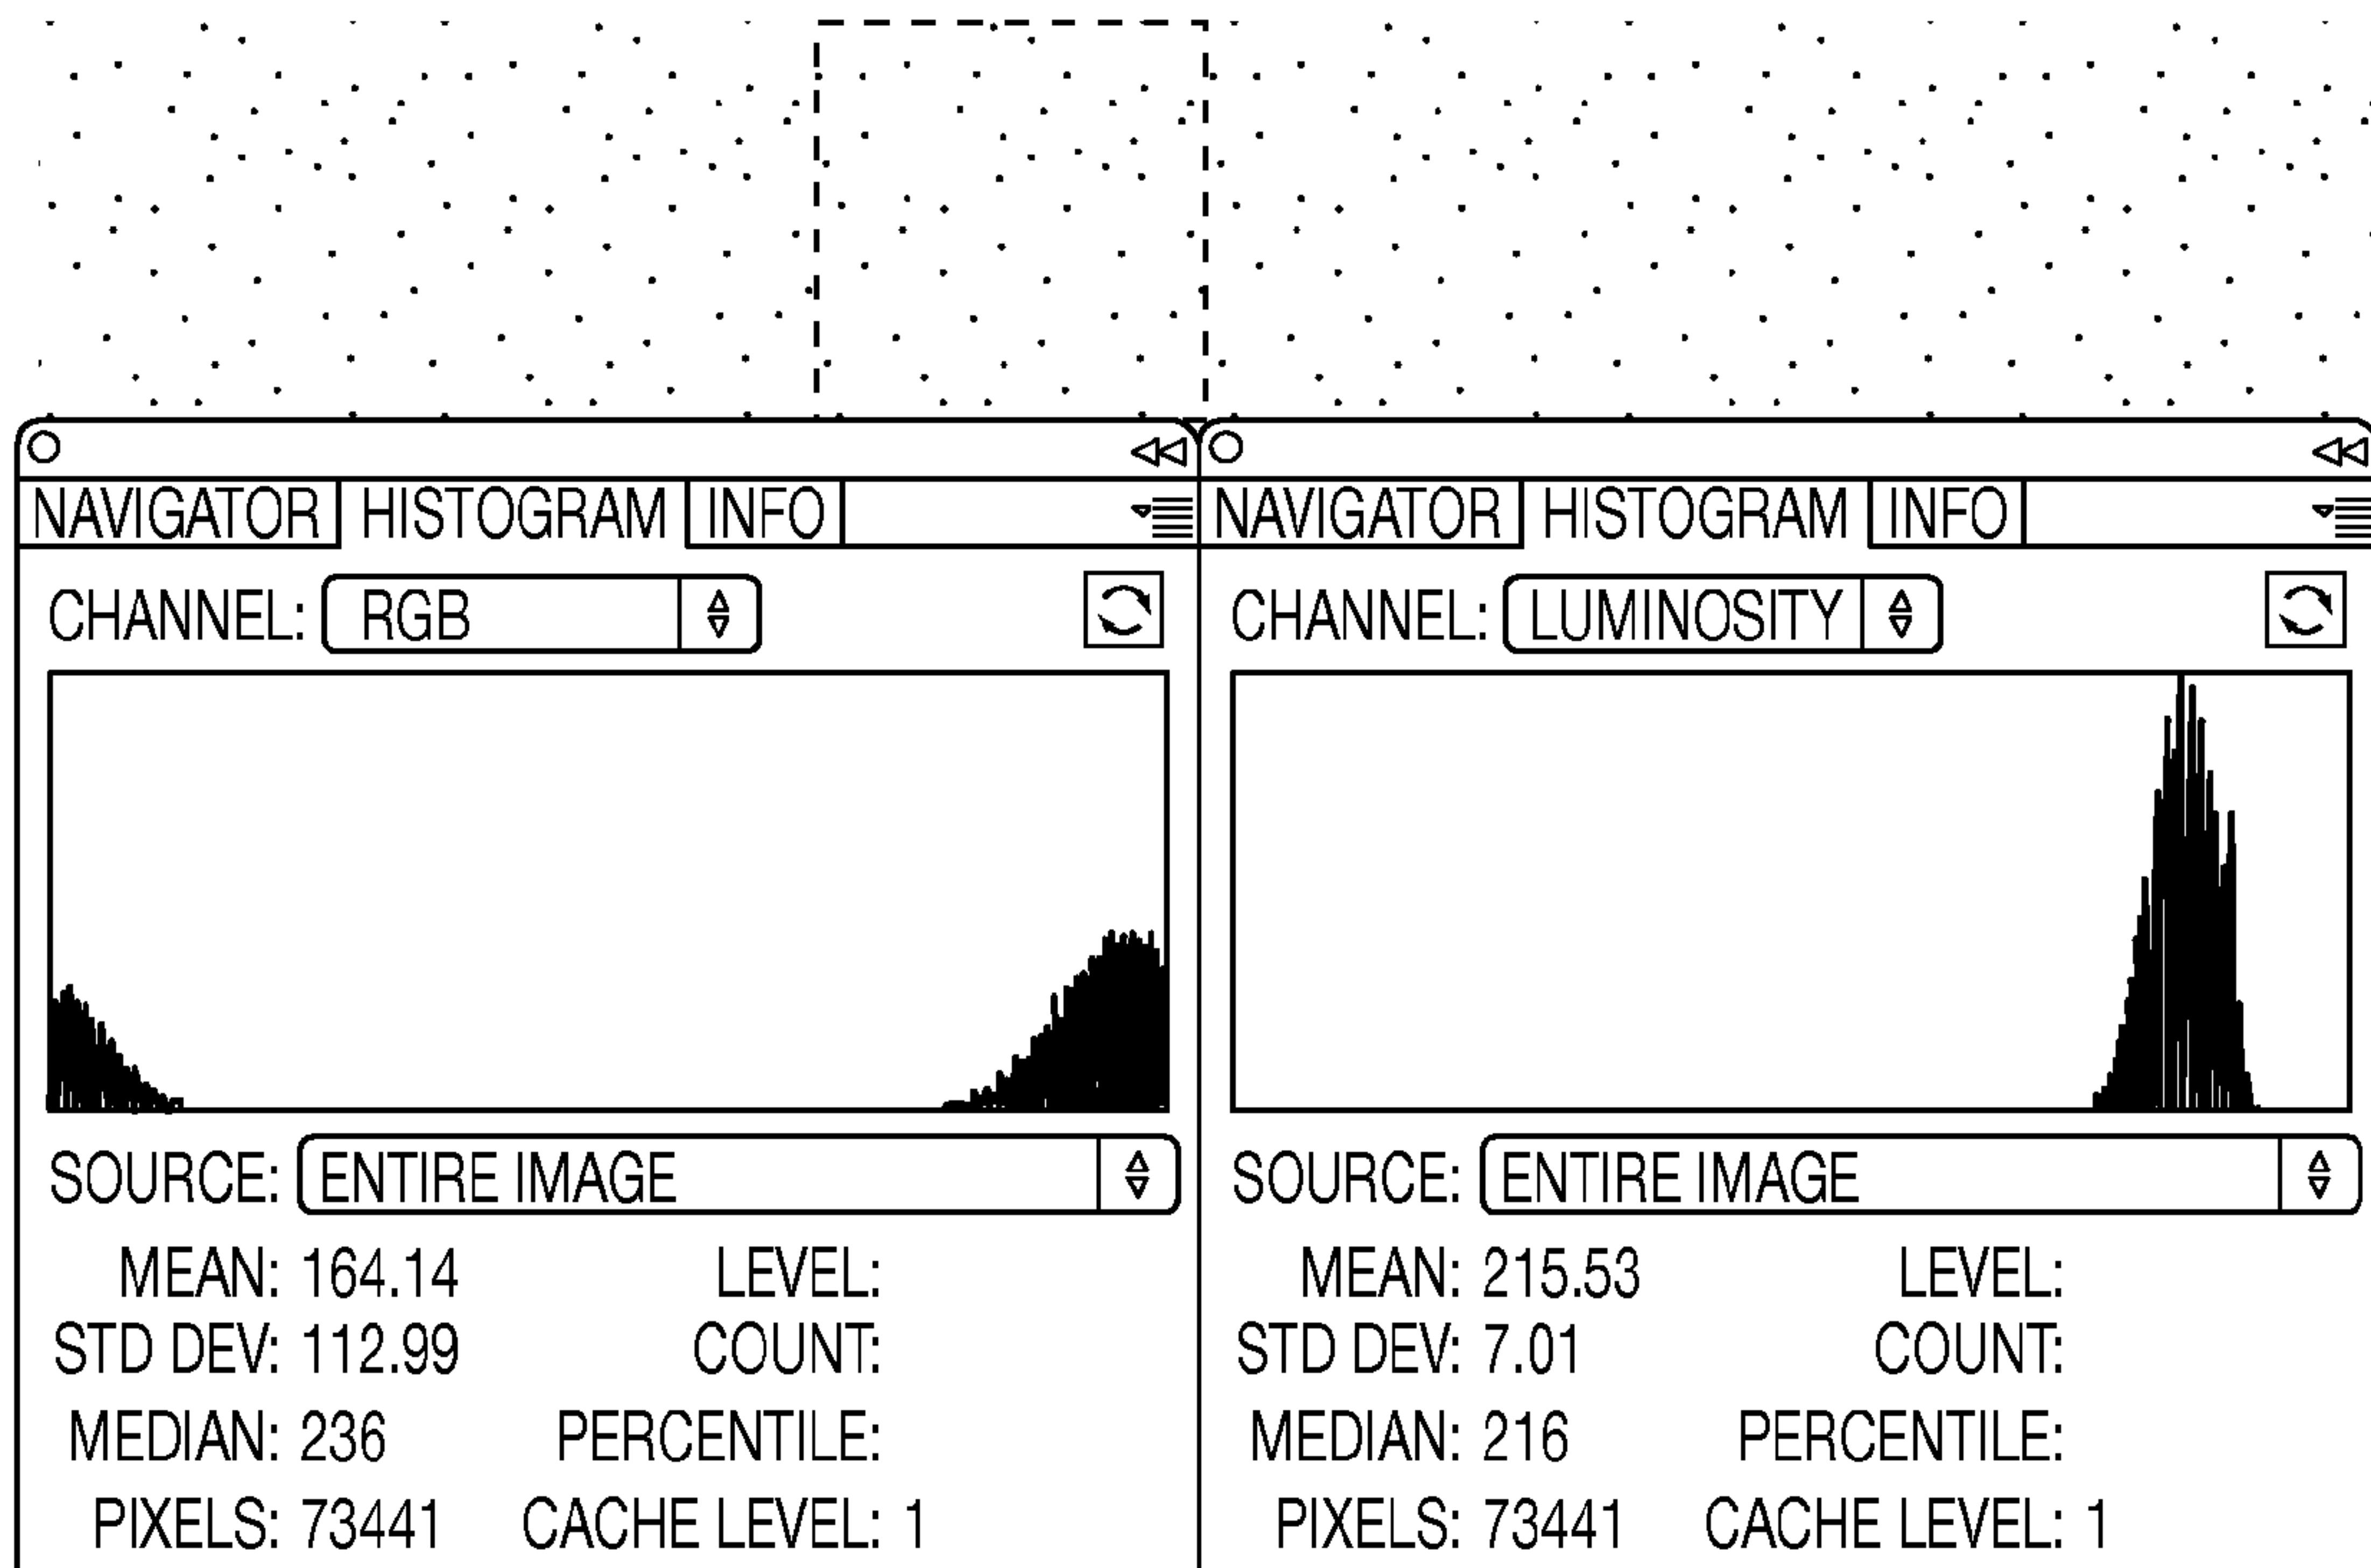 NAVIGATOR HISTOGRAM INFO
CHANNEL: RGB
SOURCE: ENTIRE IMAGE
MEAN: 164.14 LEVEL:
STD DEV: 112.99 COUNT:
MEDIAN: 236 PERCENTILE:
PIXELS: 73441 CACHE LEVEL: 1
NAVIGATOR HISTOGRAM INFO
CHANNEL: LUMINOSITY
SOURCE: ENTIRE IMAGE
MEAN: 215.53 LEVEL:
STD DEV: 7.01 COUNT:
MEDIAN: 216 PERCENTILE:
PIXELS: 73441 CACHE LEVEL: 1